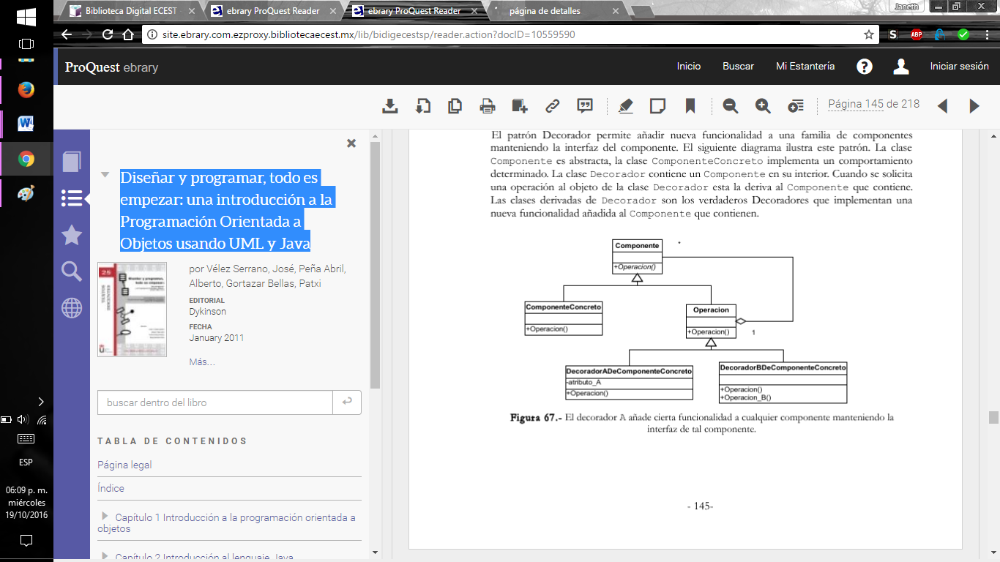 Biblioteca Digital ECEST -
ebrary ProQuest Reader
ebrary ProQuest Reader
página de detalles
Janeth
site.ebrary.com.ezproxy.bibliotecaecest.mx/lib/bidigecestsp/reader.action?docID=10559590
S
ABP
ProQuest ebrary
Inicio
Buscar
Mi Estantería
?
Iniciar sesión
Página 145 de 218
Diseñar y programar, todo es
empezar: una introducción a la
Programación Orientada a
Objetos usando UML y Java
25
TEXTOS DOCENTES
por Vélez Serrano, José, Peña Abril,
Alberto, Gortazar Bellas, Patxi
EDITORIAL
Dykinson
FECHA
January 2011
Más...
buscar dentro del libro
TABLA DE CONTENIDOS
Página legal
Índice
Capítulo 1 Introducción a la programación orientada a
objetos
Capítulo 2 Introducción al lenguaje Java
El patrón Decorador permite añadir nueva funcionalidad a una familia de componentes
manteniendo la interfaz del componente. El siguiente diagrama ilustra este patrón. La clase
Componente es abstracta, la clase ComponenteConcreto implementa un comportamiento
determinado. La clase Decorador contiene un Componente en su interior. Cuando se solicita
una operación al objeto de la clase Decorador esta la deriva al Componente que contiene.
Las clases derivadas de Decorador son los verdaderos Decoradores que implementan una
nueva funcionalidad añadida al Componente que contienen.
Componente
*
+Operacion()
ComponenteConcreto
+Operacion()
Operacion
+Operacion()
1
DecoradorADeComponenteConcreto
-atributo_A
+Operacion()
DecoradorBDeComponenteConcreto
+Operacion()
+Operacion_B()
Figura 67.- El decorador A añade cierta funcionalidad a cualquier componente manteniendo la
interfaz de tal componente.
- 145-
ESP
06:09 p. m.
miércoles
19/10/2016